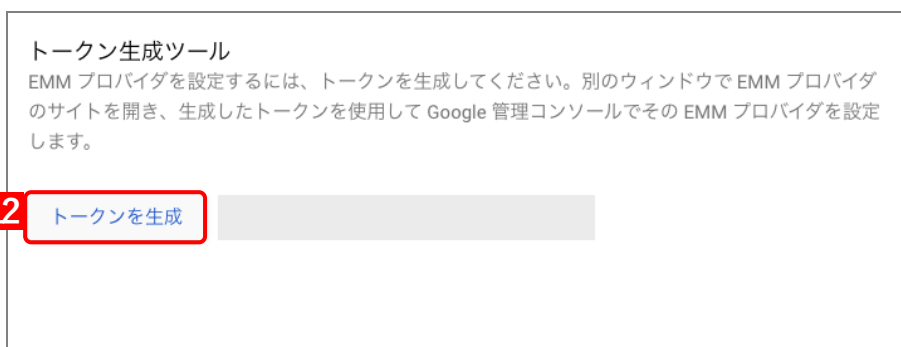 トークン生成ツール
EMM プロバイダを設定するには、トークンを生成してください。別のウィンドウで EMM プロバイダ
のサイトを開き、生成したトークンを使用して Google 管理コンソールでその EMM プロバイダを設定
します。
2 トークンを生成